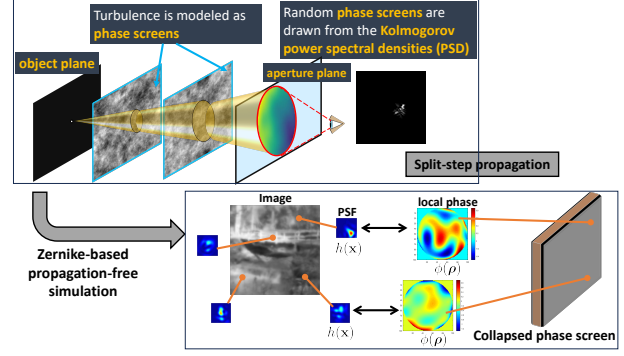 Turbulence is modeled as
phase screens
Random phase screens are
drawn from the Kolmogorov
power spectral densities (PSD)
object plane
aperture plane
Split-step propagation
Zernike-based
propagation-free
simulation
Image
PSF
local phase
h(x)
ϕ(ρ)
h(x)
ϕ(ρ)
Collapsed phase screen